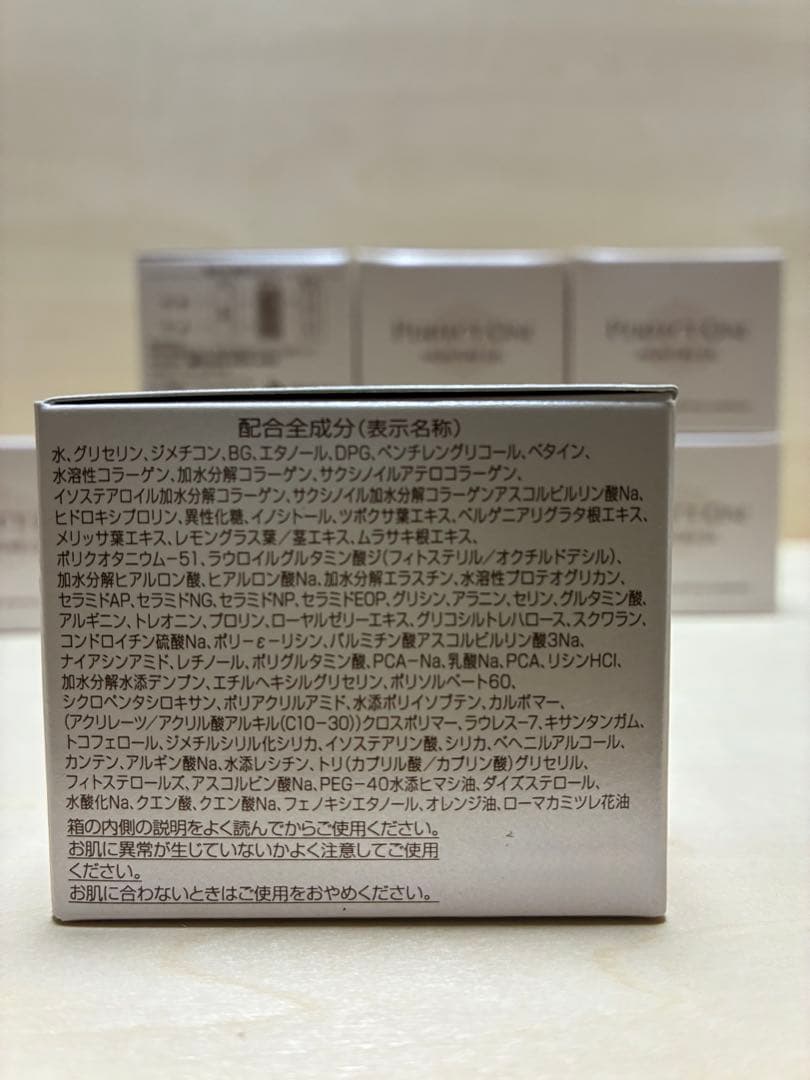 配合全成分(表示名称)
水、グリセリン、ジメチコン、BG、エタノール、DPG、ペンチレングリコール、ベタイン、
水溶性コラーゲン、加水分解コラーゲン、サクシノイルアテロコラーゲン、
イソステアロイル加水分解コラーゲン、サクシノイル加水分コラーゲンアスコルビルリン酸Na、
ヒドロキシプロリン、異性化糖、イノシトール、ツボクサ葉エキス、ベルゲニアリグラタ根エキス、
メリッサ葉エキス、レモングラス葉/茎エキス、ムラサキ根エキス、
ポリクオタニウム-51、ラウロイルグルタミン酸ジ(フィトステリル/オクチルドデシル)、
加水分解ヒアルロン酸、ヒアルロン酸Na、加水分解エラスチン、水溶性プロテオグリカン、
セラミドAP、セラミドNG、セラミドNP、セラミドEOP、グリシン、アラニン、セリン、グルタミン酸、
アルギニン、トレオニン、プロリン、ローヤルゼリーエキス、グリコシルトレハロース、スクワラン、
コンドロイチン硫酸Na、ポリ-ε-リシン、パルミチン酸アスコルビルリン酸3Na、
ナイアシンアミド、レチノール、ポリグルタミン酸、PCA-Na、乳酸Na、PCA、リシンHCl、
加水分解水添デンプン、エチルヘキシルグリセリン、ポリソルベート60、
シクロペンタシロキサン、ポリアクリルアミド、水添ポリイソブテン、カルボマー、
(アクリレーツ/アクリル酸アルキル(C10-30))クロスポリマー、ラウレス-7、キサンタンガム、
トコフェロール、ジメチルシリル化シリカ、イソステアリン酸、シリカ、ベヘニルアルコール、
カンテン、アルギン酸Na、水添レシチン、トリ(カプリル酸/カプリン酸)グリセリル、
フィトステロールズ、アスコルビン酸Na、PEG-40水添ヒマシ油、ダイズステロール、
水酸化Na、クエン酸、クエン酸Na、フェノキシエタノール、オレンジ油、ローマカミツレ花油
箱の内側の説明をよく読んでからご使用ください。
お肌に異常が生じていないかよく注意してご使用
ください。
お肌に合わないときはご使用をおやめください。
PERFECT ONE
PERFECT ONE